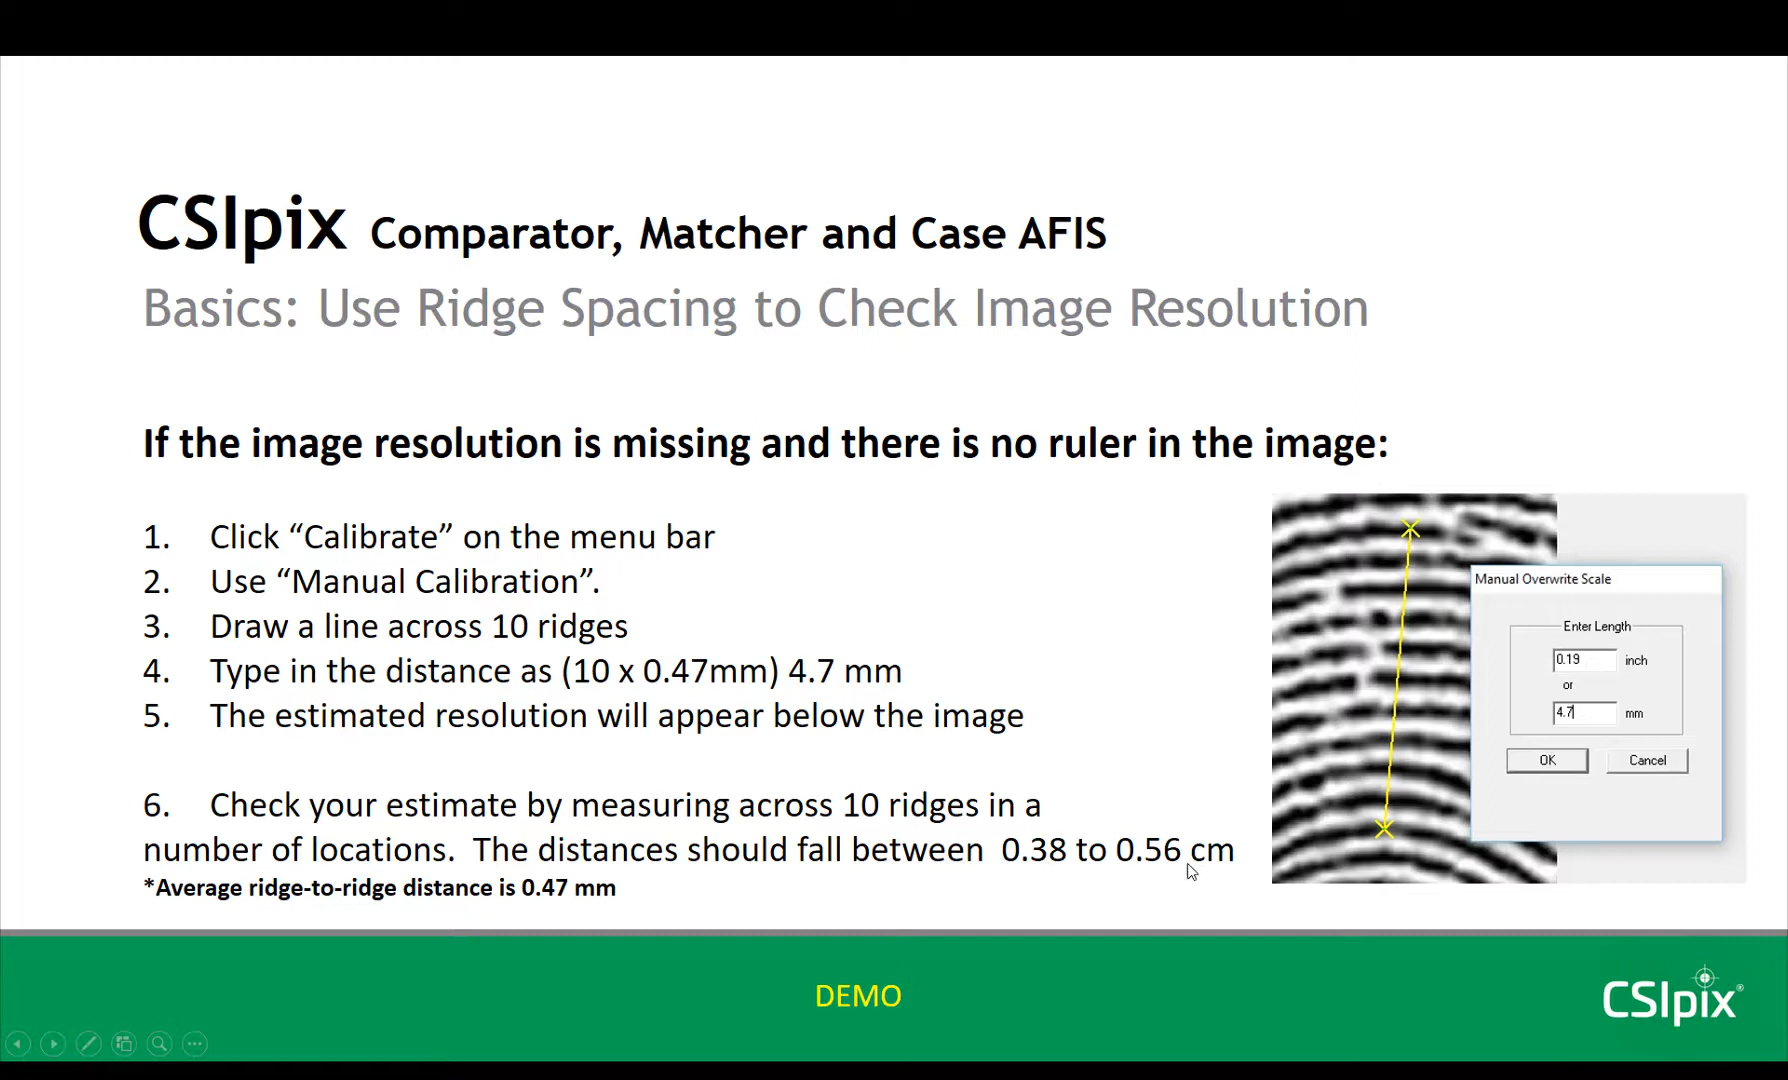 CSIpix Comparator, Matcher and Case AFIS
Basics: Use Ridge Spacing to Check Image Resolution
If the image resolution is missing and there is no ruler in the image:
1. Click “Calibrate” on the menu bar
2. Use “Manual Calibration”.
3. Draw a line across 10 ridges
4. Type in the distance as (10 x 0.47mm) 4.7 mm
5. The estimated resolution will appear below the image
6. Check your estimate by measuring across 10 ridges in a
number of locations. The distances should fall between 0.38 to 0.56 cm
*Average ridge-to-ridge distance is 0.47 mm
Manual Overwrite Scale
Enter Length
0.19 inch
or
4.7 mm
OK Cancel
DEMO
CSIpix®